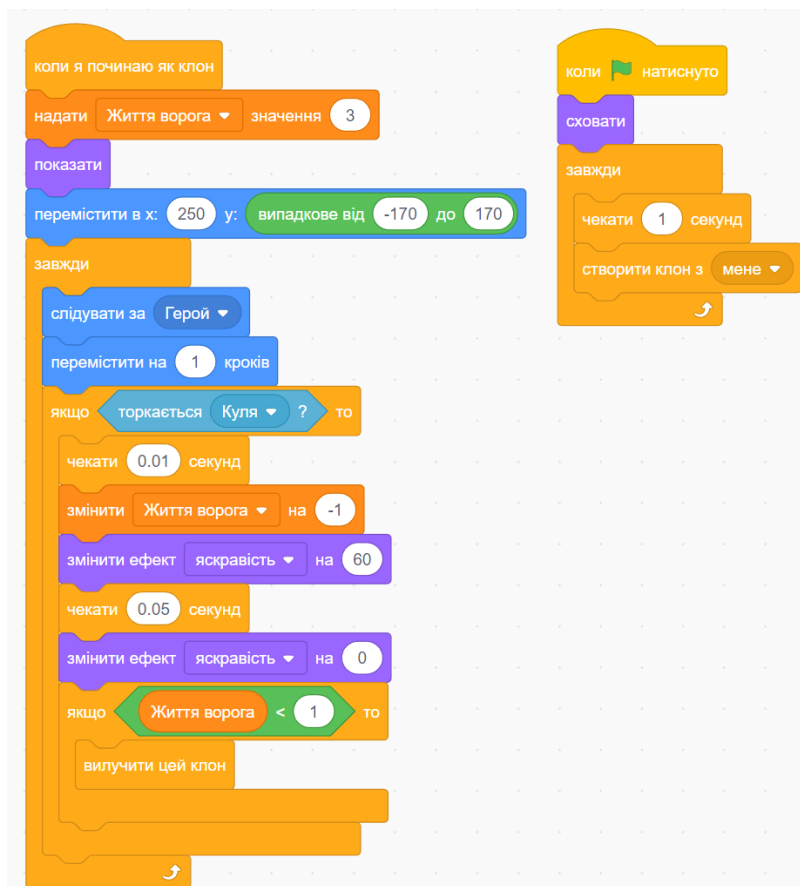 коли я починаю як клон
надати Життя ворога значення 3
показати
перемістити в x: 250 y: випадкове від -170 до 170
завжди
слідувати за Герой
перемістити на 1 кроків
якщо торкається Куля ? то
чекати 0.01 секунд
змінити Життя ворога на -1
змінити ефект яскравість на 60
чекати 0.05 секунд
змінити ефект яскравість на 0
якщо Життя ворога < 1 то
вилучити цей клон
коли натиснуто
сховати
завжди
чекати 1 секунд
створити клон з мене